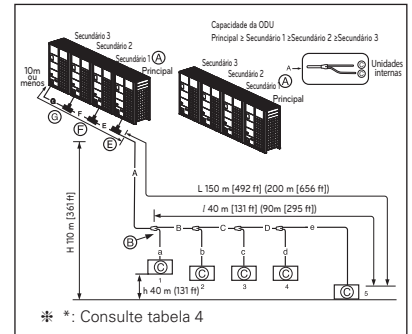 Capacidade da ODU
Principal ≥ Secundário 1 ≥Secundário 2 ≥Secundário 3
Secundário 3
Secundário 2
Secundário 1 A
Principal
Secundário 3
Secundário 2
Secundário 1 A
Principal
A
Unidades
internas
10m
ou
menos
G F E
G
F
E
A
L 150 m [492 ft] (200 m [656 ft])
l 40 m [131 ft] (90m [295 ft])
H 110 m [361ft]
B
B C D e
a b c d
C C C C C
1 2 3 4 5
h 40 m (131 ft)
⁜ *: Consulte tabela 4